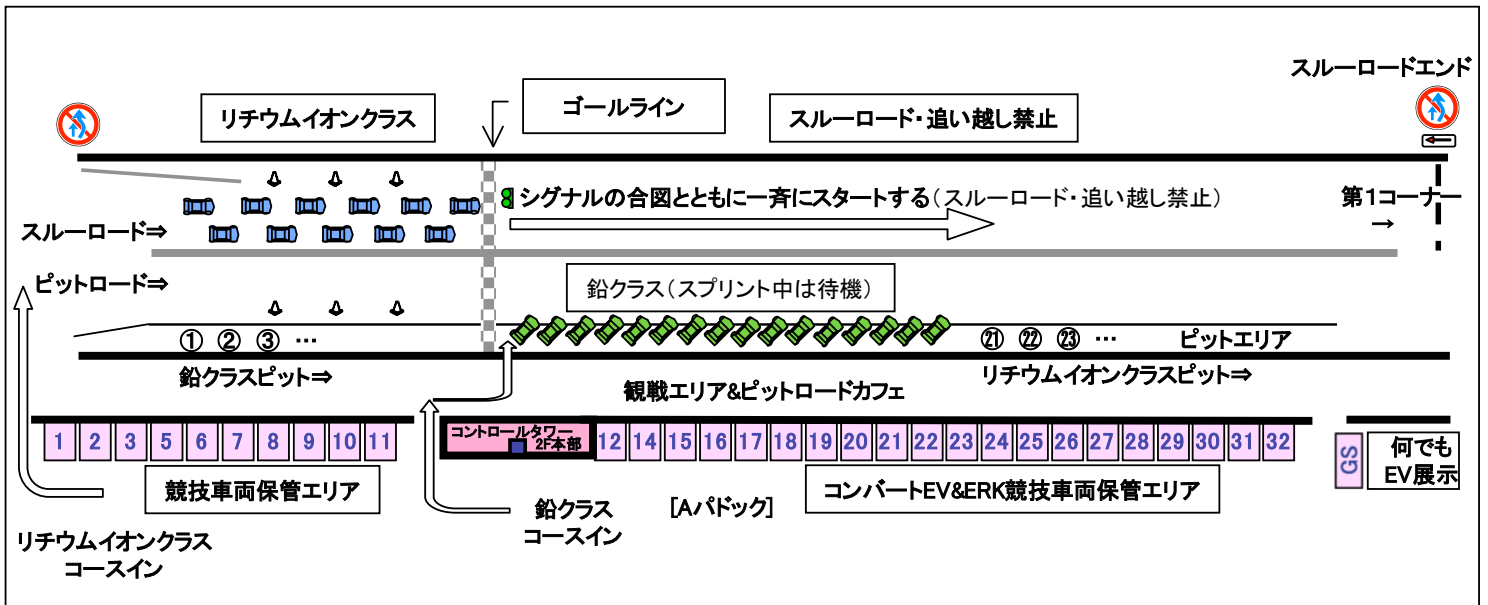 スルーロードエンド
リチウムイオンクラス
ゴールライン
スルーロード・追い越し禁止
シグナルの合図とともに一斉にスタートする(スルーロード・追い越し禁止)
第1コーナー
→
スルーロード⇒
ピットロード⇒
鉛クラス(スプリント中は待機)
① ② ③ …
㉑ ㉒ ㉓ …
ピットエリア
鉛クラスピット⇒
リチウムイオンクラスピット⇒
観戦エリア&ピットロードカフェ
1 2 3 5 6 7 8 9 10 11
コントロールタワー
2F本部
12 14 15 16 17 18 19 20 21 22 23 24 25 26 27 28 29 30 31 32
GS
何でも
EV展示
競技車両保管エリア
鉛クラス
コースイン
[Aパドック]
コンバートEV&ERK競技車両保管エリア
リチウムイオンクラス
コースイン